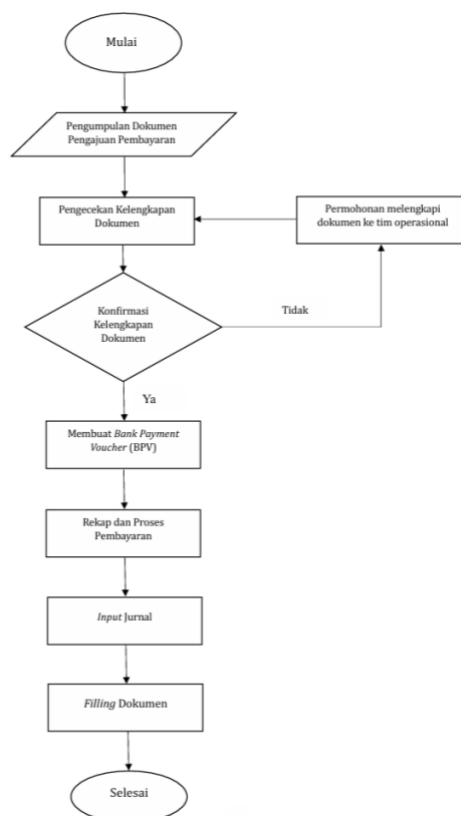 Mulai
Pengumpulan Dokumen
Pengajuan Pembayaran
Pengecekan Kelengkapan
Dokumen
Permohonan melengkapi
dokumen ke tim operasional
Konfirmasi
Kelengkapan
Dokumen
Tidak
Ya
Membuat Bank Payment
Voucher (BPV)
Rekap dan Proses
Pembayaran
Input Jurnal
Filling Dokumen
Selesai